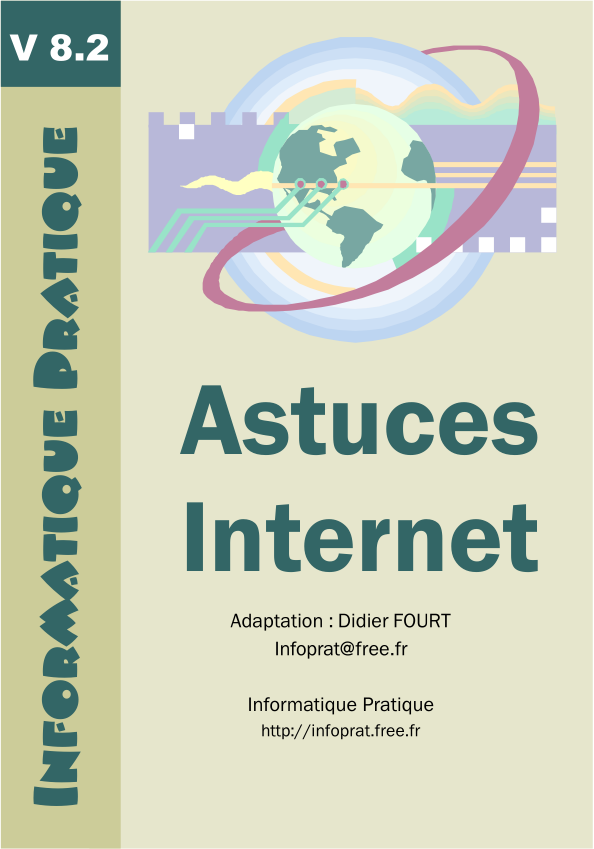 V 8.2
Informatique Pratique
Astuces
Internet
Adaptation : Didier FOURT
Infoprat@free.fr
Informatique Pratique
http://infoprat.free.fr